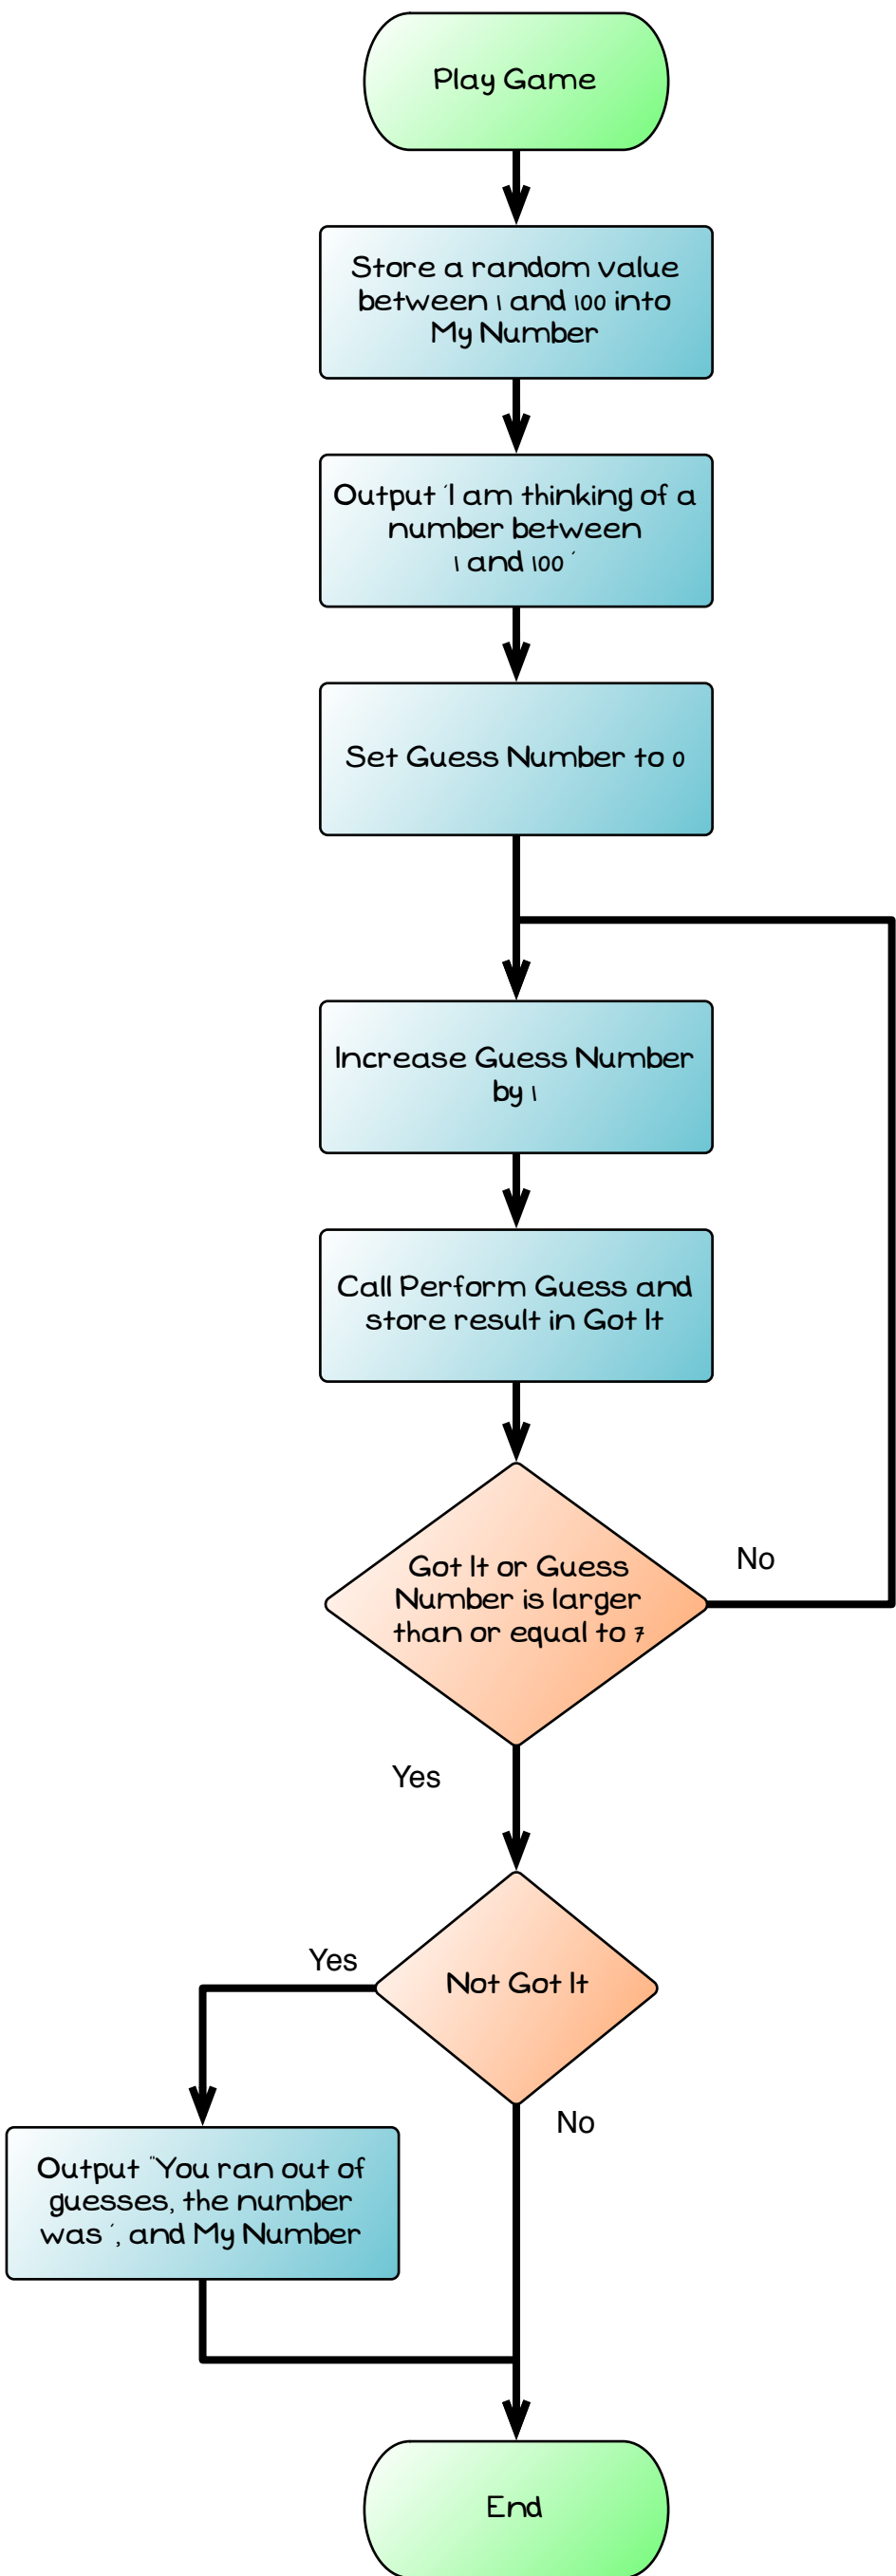 Play Game
Store a random value
between 1 and 100 into
My Number
Output 'I am thinking of a
number between
1 and 100 '
Set Guess Number to 0
Increase Guess Number
by 1
Call Perform Guess and
store result in Got It
Got It or Guess
Number is larger
than or equal to 7
No
Yes
Not Got It
Yes
No
Output "You ran out of
guesses, the number
was ', and My Number
End